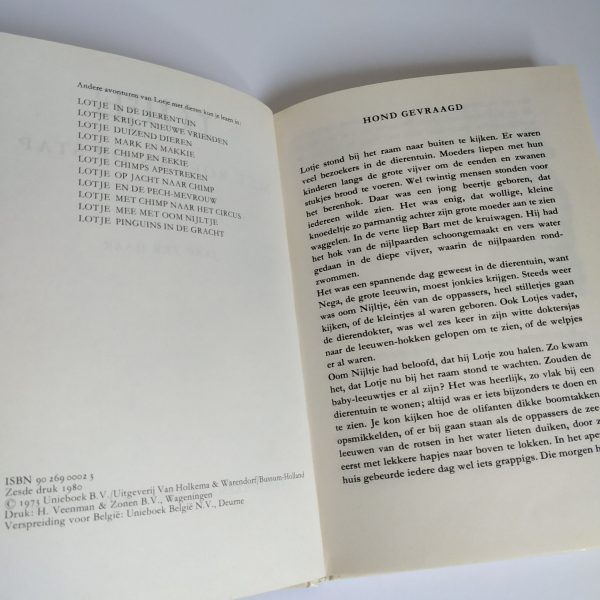 Andere avonturen van Lotje met dieren kun je lezen in:
LOTJE IN DE DIERENTUIN
LOTJE KRIJGT NIEUWE VRIENDEN
LOTJE DUIZEND DIEREN
LOTJE MARK EN MAKKIE
LOTJE CHIMP EN EEKIE
LOTJE CHIMPS APESTREKEN
LOTJE OP JACHT NAAR CHIMP
LOTJE EN DE PECH-MEVROUW
LOTJE MET CHIMP NAAR HET CIRCUS
LOTJE MEE MET OOM NIJLTJE
LOTJE PINGUINS IN DE GRACHT
ISBN 90 269 0002 3
Zesde druk 1980
© 1973 Unieboek B.V./Uitgeverij Van Holkema & Warendorf/Bussum-Holland
Druk: H. Veenman & Zonen B.V., Wageningen
Verspreiding voor België: Unieboek België N.V., Deurne
HOND GEVRAAGD
Lotje stond bij het raam naar buiten te kijken. Er waren
veel bezoekers in de dierentuin. Moeders liepen met hun
kinderen langs de grote vijver om de eenden en zwanen
stukjes brood te voeren. Wel twintig mensen stonden voor
het berenhok. Daar was een jong beertje geboren, dat
iedereen wilde zien. Het was enig, dat wollige, kleine
knoedeltje zo parmantig achter zijn grote moeder aan te zien
waggelen. In de verte liep Bart met de kruiwagen. Hij had
het hok van de nijlpaarden schoongemaakt en vers water
gedaan in de diepe vijver, waarin de nijlpaarden rond-
zwommen.
Het was een spannende dag geweest in de dierentuin, want
Nega, de grote leeuwin, moest jonkies krijgen. Steeds weer
was oom Nijltje, één van de oppassers, heel stilletjes gaan
kijken, of de kleintjes al waren geboren. Ook Lotjes vader,
de dierendokter, was wel zes keer in zijn witte doktersjas
naar de leeuwen-hokken gelopen om te zien, of de welpjes
er al waren.
Oom Nijltje had beloofd, dat hij Lotje zou halen. Zo kwam
het, dat Lotje nu bij het raam stond te wachten. Zouden de
baby-leeuwtjes er al zijn? Het was heerlijk, zo vlak bij een
dierentuin te wonen; altijd was er iets bijzonders te doen en
te zien. Je kon kijken hoe de olifanten dikke boomtakken
opsmikkelden, of er bij gaan staan als de oppassers de zee-
leeuwen van de rotsen in het water lieten duiken, door z
eerst met lekkere hapjes naar boven te lokken. In het ape
huis gebeurde iedere dag wel iets grappigs. Die morgen h